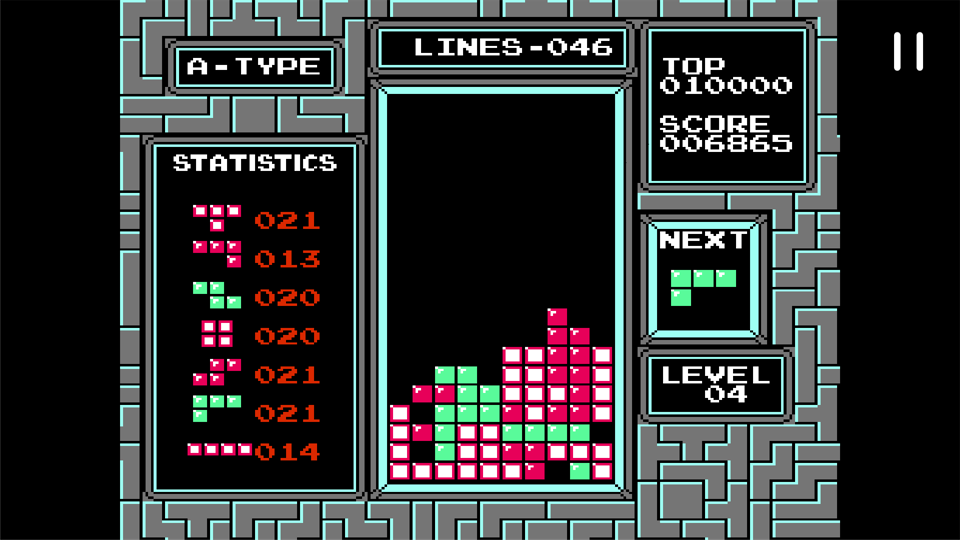 A-TYPE
LINES-046
TOP
010000
SCORE
006865
STATISTICS
021
013
020
020
021
021
014
NEXT
LEVEL
04